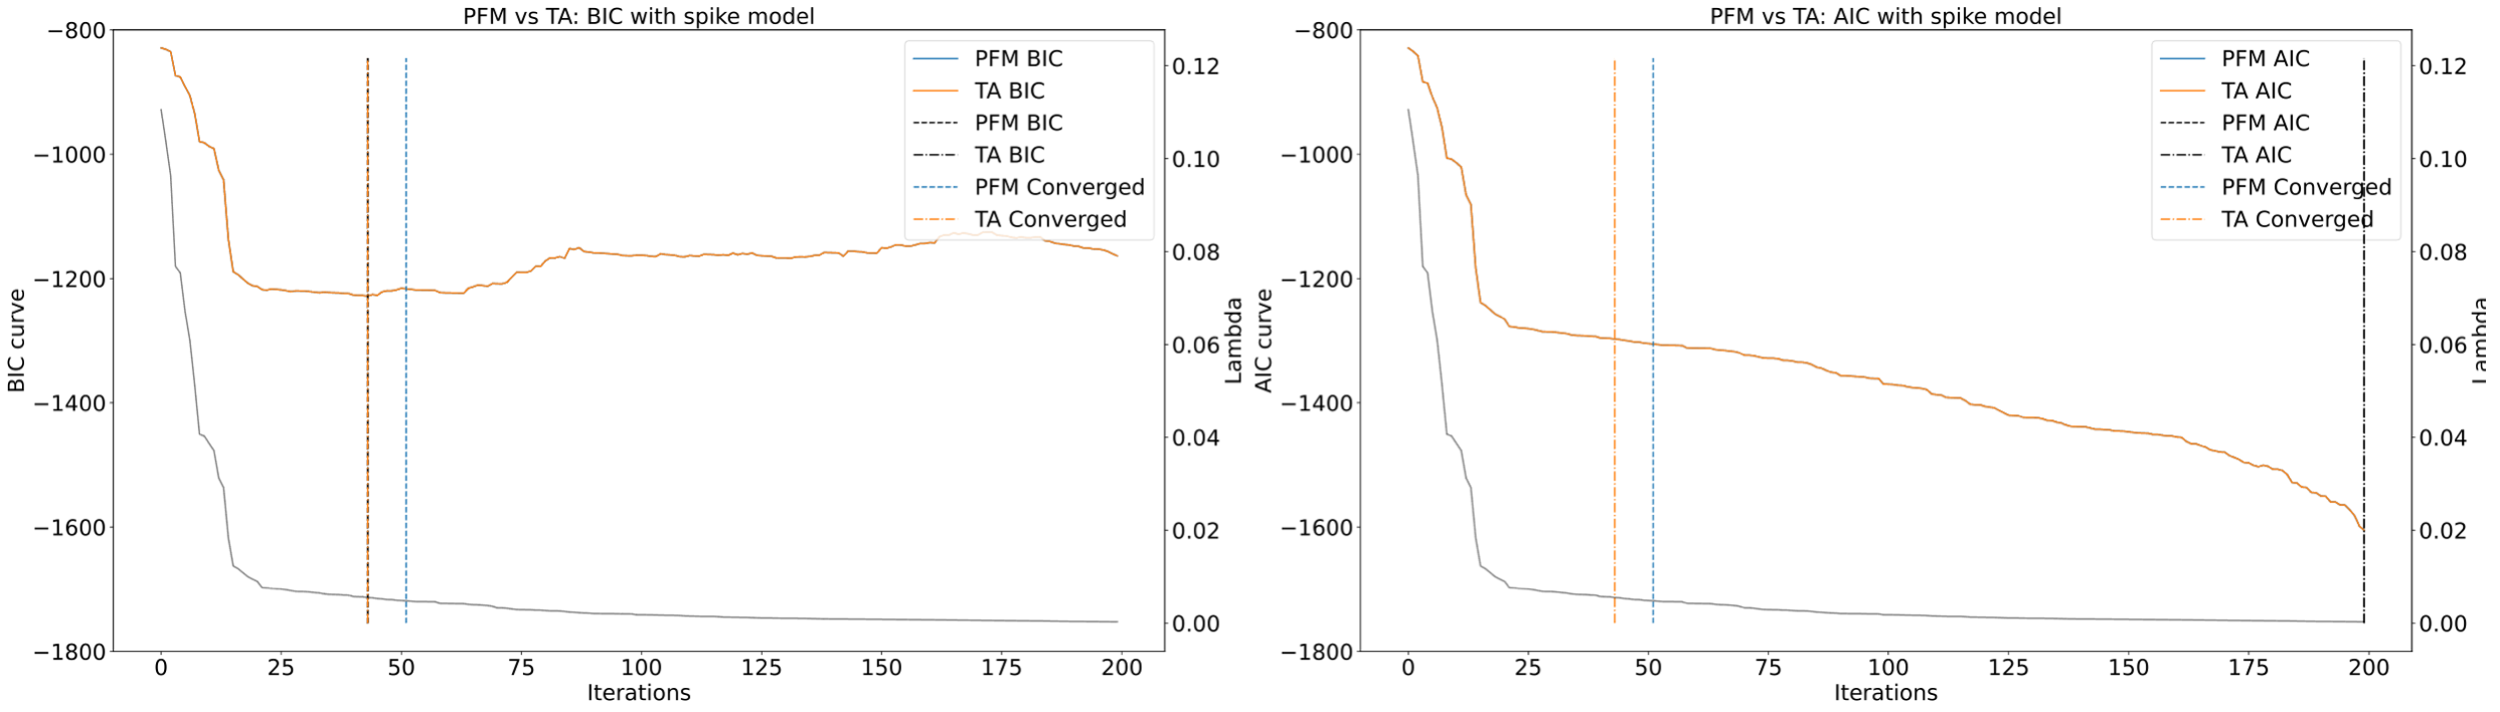 PFM vs TA: BIC with spike model
−800
−1000
−1200
−1400
−1600
−1800
BIC curve
0
25
50
75
100
125
150
175
200
Iterations
0.12
0.10
0.08
0.06
0.04
0.02
0.00
Lambda
PFM BIC
TA BIC
PFM BIC
TA BIC
PFM Converged
TA Converged
PFM vs TA: AIC with spike model
−800
−1000
−1200
−1400
−1600
−1800
AIC curve
0
25
50
75
100
125
150
175
200
Iterations
0.12
0.10
0.08
0.06
0.04
0.02
0.00
Lambda
PFM AIC
TA AIC
PFM AIC
TA AIC
PFM Converged
TA Converged